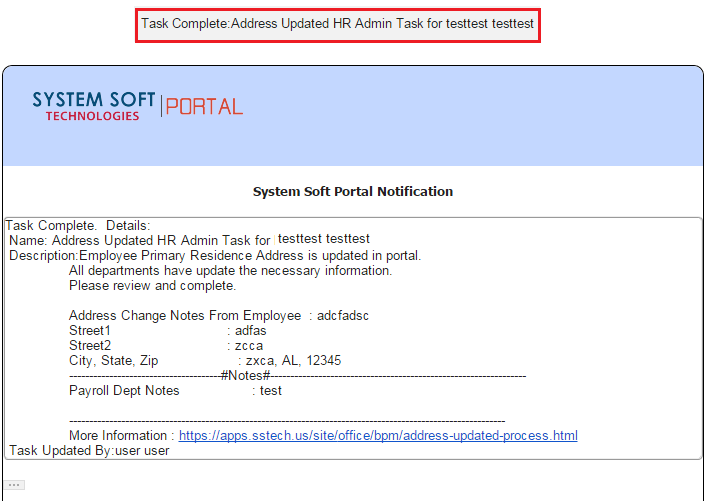 Task Complete:Address Updated HR Admin Task for testtest testtest
SYSTEM SOFT
TECHNOLOGIES
PORTAL
System Soft Portal Notification
Task Complete. Details:
Name: Address Updated HR Admin Task for testtest testtest
Description:Employee Primary Residence Address is updated in portal.
All departments have update the necessary information.
Please review and complete.
Address Change Notes From Employee : adcfadsc
Street1 : adfas
Street2 : zcca
City, State, Zip : zxca, AL, 12345
--------------------------------------#Notes#----------------------------------------------------------------
Payroll Dept Notes : test
-------------------------------------------------------------------------------------------------------------
More Information : https://apps.sstech.us/site/office/bpm/address-updated-process.html
Task Updated By:user user